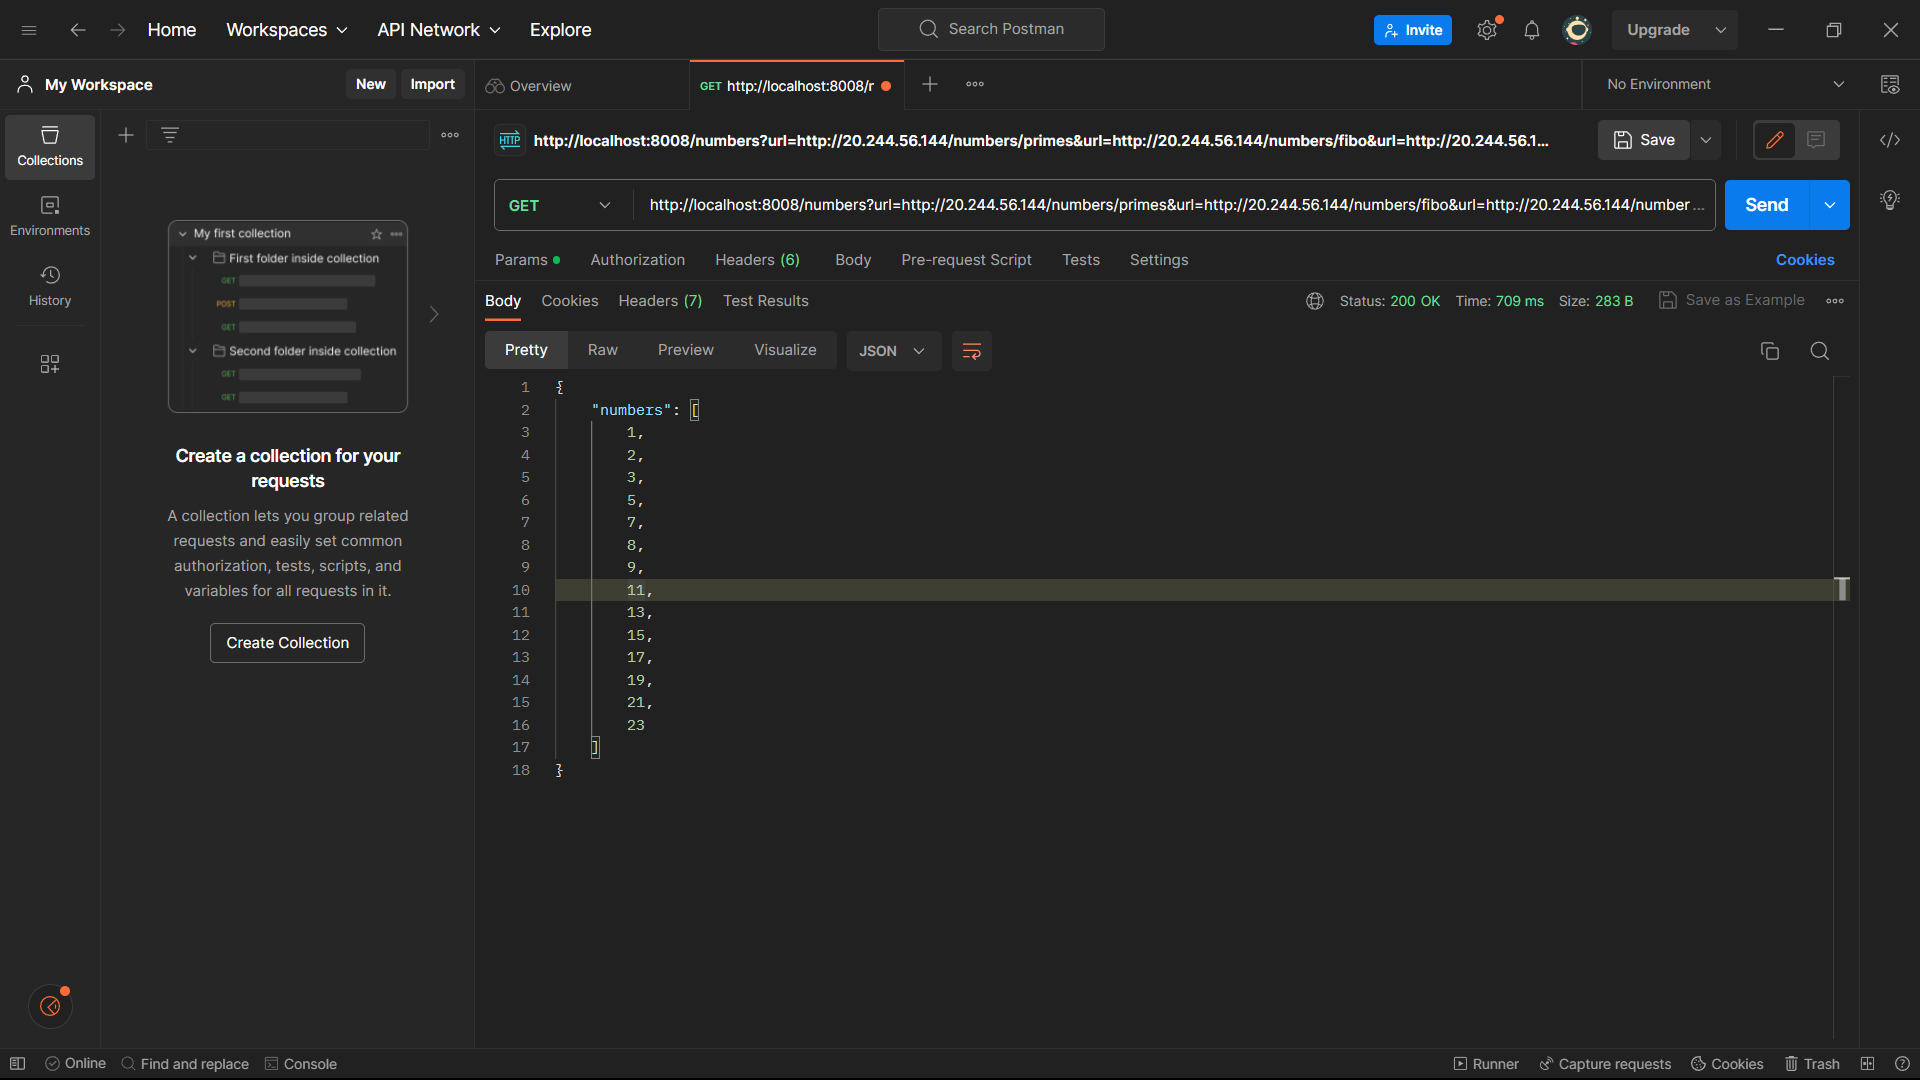 Home
Workspaces
API Network
Explore
Search Postman
Invite
Upgrade
My Workspace
New
Import
Overview
GET http://localhost:8008/r
No Environment
Collections
Environments
History
My first collection
First folder inside collection
GET
POST
GET
Second folder inside collection
GET
GET
Create a collection for your
requests
A collection lets you group related
requests and easily set common
authorization, tests, scripts, and
variables for all requests in it.
Create Collection
HTTP http://localhost:8008/numbers?url=http://20.244.56.144/numbers/primes&url=http://20.244.56.144/numbers/fibo&url=http://20.244.56.1...
Save
GET
http://localhost:8008/numbers?url=http://20.244.56.144/numbers/primes&url=http://20.244.56.144/numbers/fibo&url=http://20.244.56.144/number ...
Send
Params
Authorization
Headers (6)
Body
Pre-request Script
Tests
Settings
Cookies
Body
Cookies
Headers (7)
Test Results
Status: 200 OK
Time: 709 ms
Size: 283 B
Save as Example
Pretty
Raw
Preview
Visualize
JSON
1 {
2 "numbers": [
3 1,
4 2,
5 3,
6 5,
7 7,
8 8,
9 9,
10 11,
11 13,
12 15,
13 17,
14 19,
15 21,
16 23
17 ]
18 }
Online
Find and replace
Console
Runner
Capture requests
Cookies
Trash